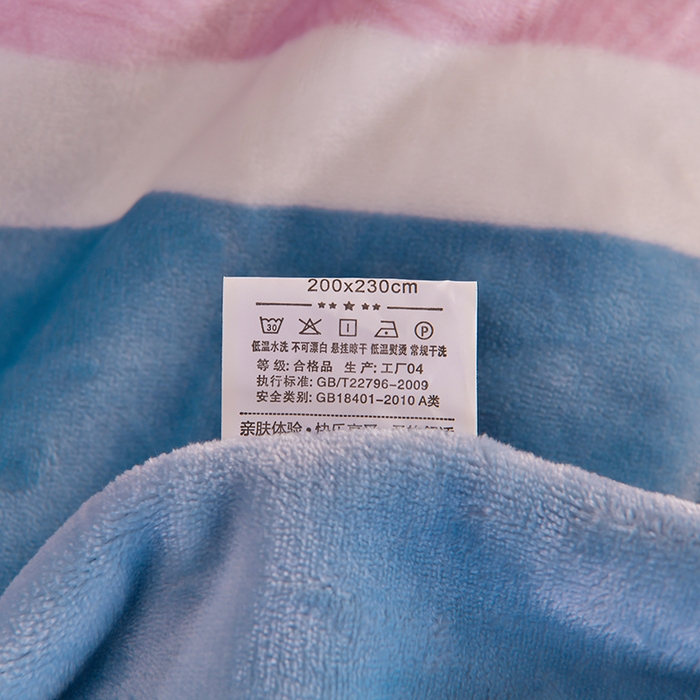 200x230cm
30 P
低温水洗 不可漂白 悬挂晾干 低温熨烫 常规干洗
等 级: 合格品 生 产: 工厂04
执行标准: GB/T22796-2009
安全类别: GB18401-2010 A类
亲肤体验 •